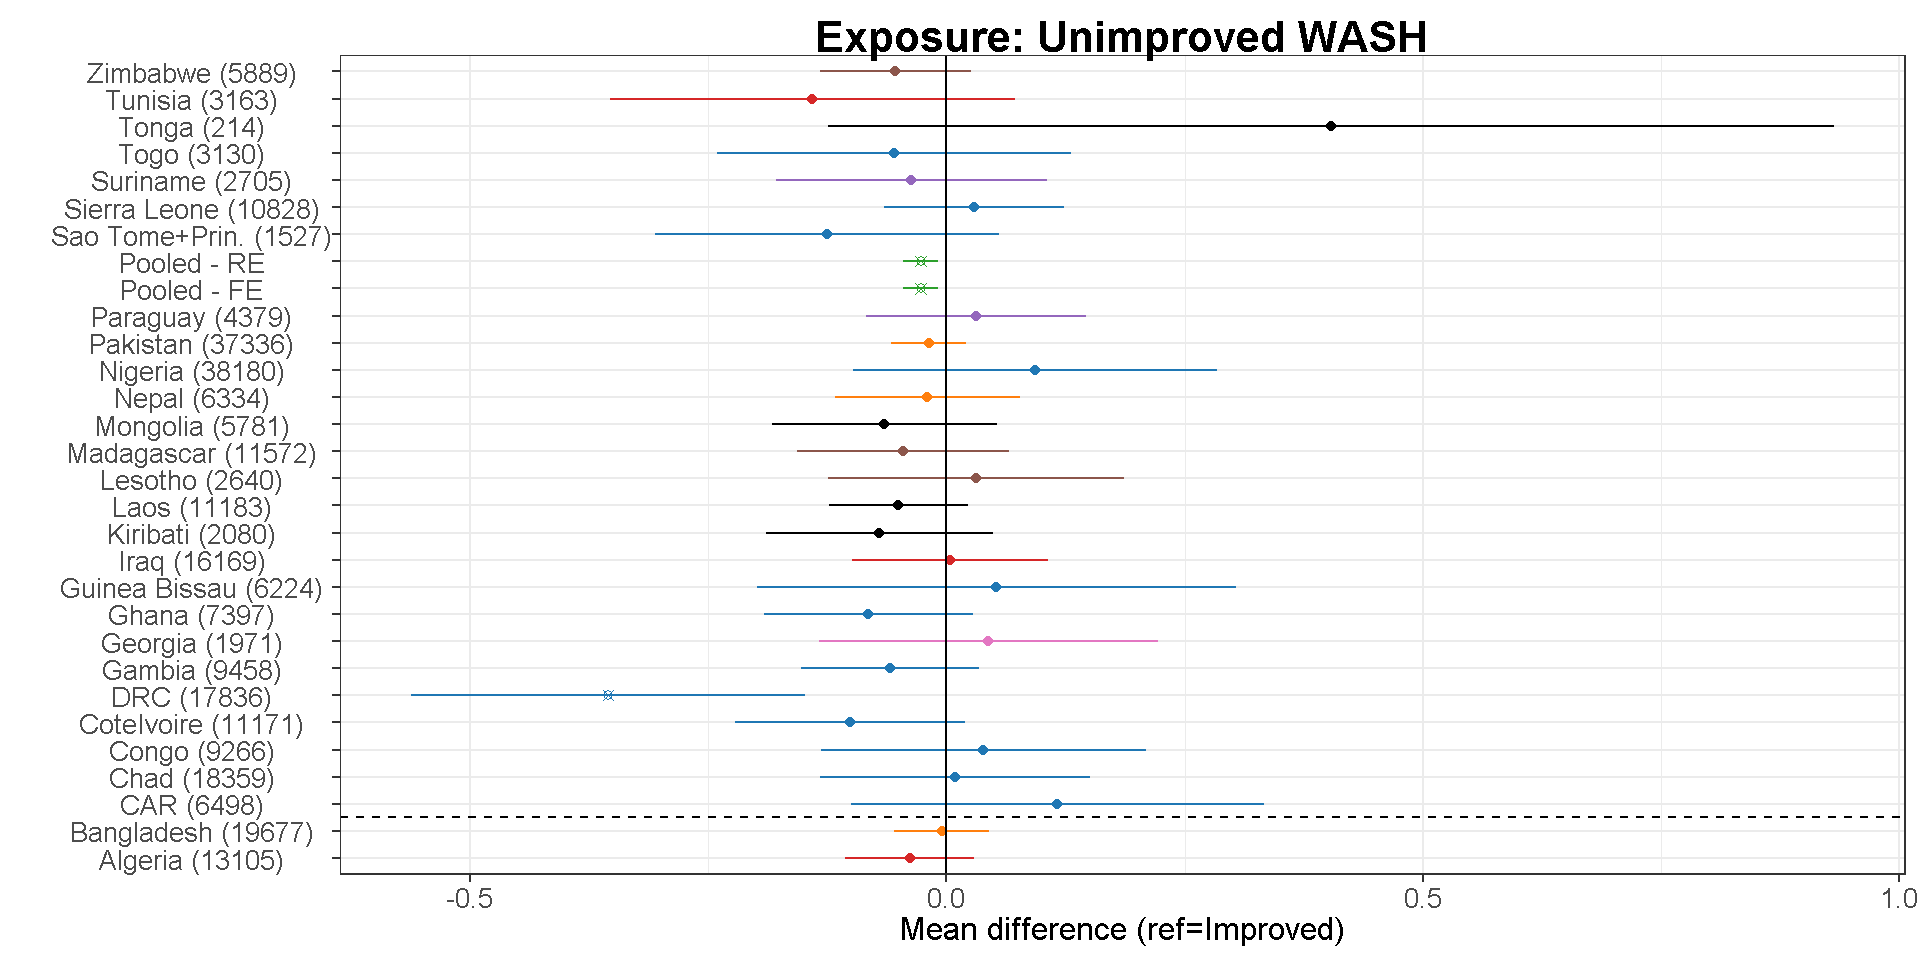 Exposure: Unimproved WASH
Zimbabwe (5889)
Tunisia (3163)
Tonga (214)
Togo (3130)
Suriname (2705)
Sierra Leone (10828)
Sao Tome+Prin. (1527)
Pooled - RE
Pooled - FE
Paraguay (4379)
Pakistan (37336)
Nigeria (38180)
Nepal (6334)
Mongolia (5781)
Madagascar (11572)
Lesotho (2640)
Laos (11183)
Kiribati (2080)
Iraq (16169)
Guinea Bissau (6224)
Ghana (7397)
Georgia (1971)
Gambia (9458)
DRC (17836)
CoteIvoire (11171)
Congo (9266)
Chad (18359)
CAR (6498)
Bangladesh (19677)
Algeria (13105)
-0.5 0.0 0.5 1.0
Mean difference (ref=Improved)